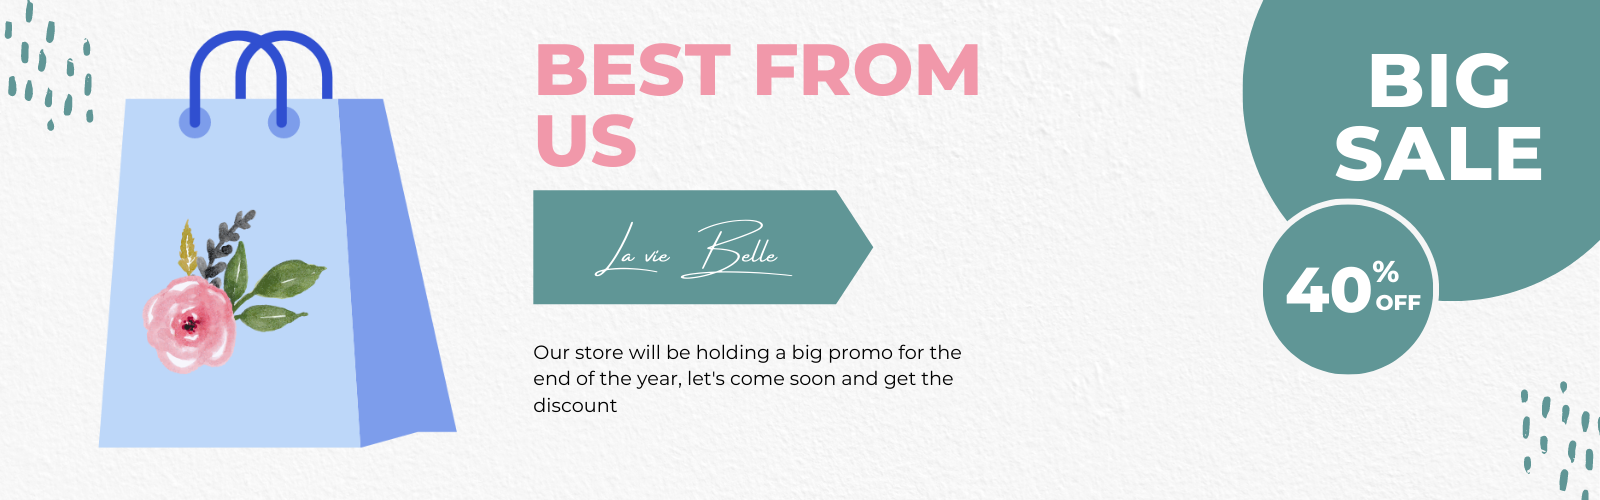 BEST FROM
US
La vie Belle
Our store will be holding a big promo for the
end of the year, let's come soon and get the
discount
BIG
SALE
40% OFF